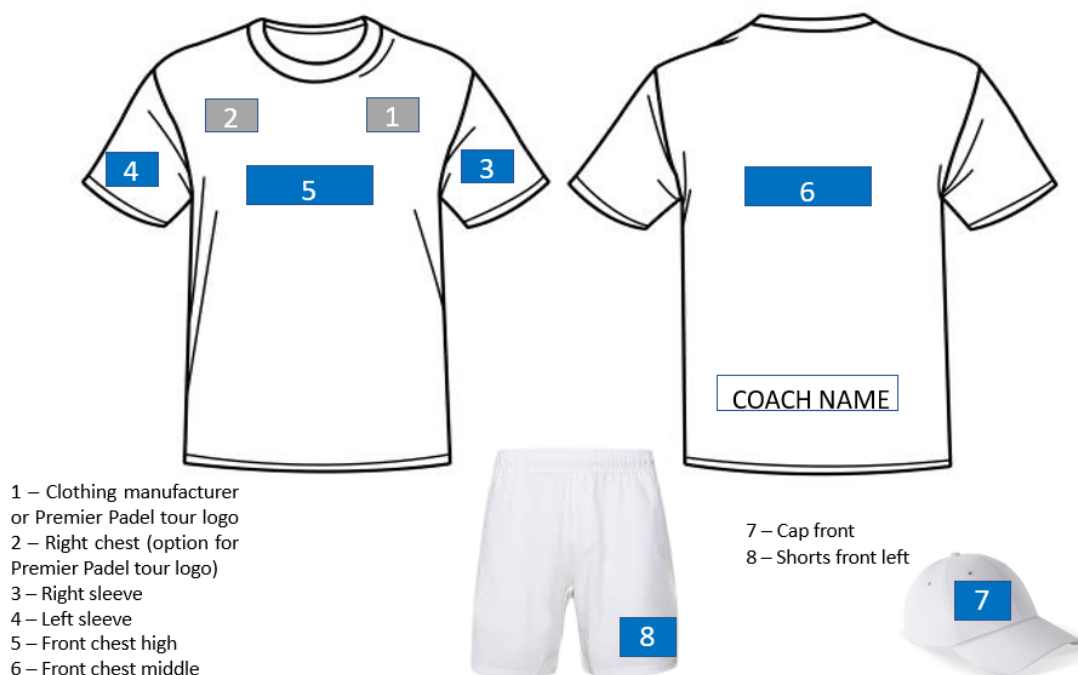 2
1
4
5
3
6
COACH NAME
1 – Clothing manufacturer
or Premier Padel tour logo
2 – Right chest (option for
Premier Padel tour logo)
3 – Right sleeve
4 – Left sleeve
5 – Front chest high
6 – Front chest middle
7 – Cap front
8 – Shorts front left
7
8